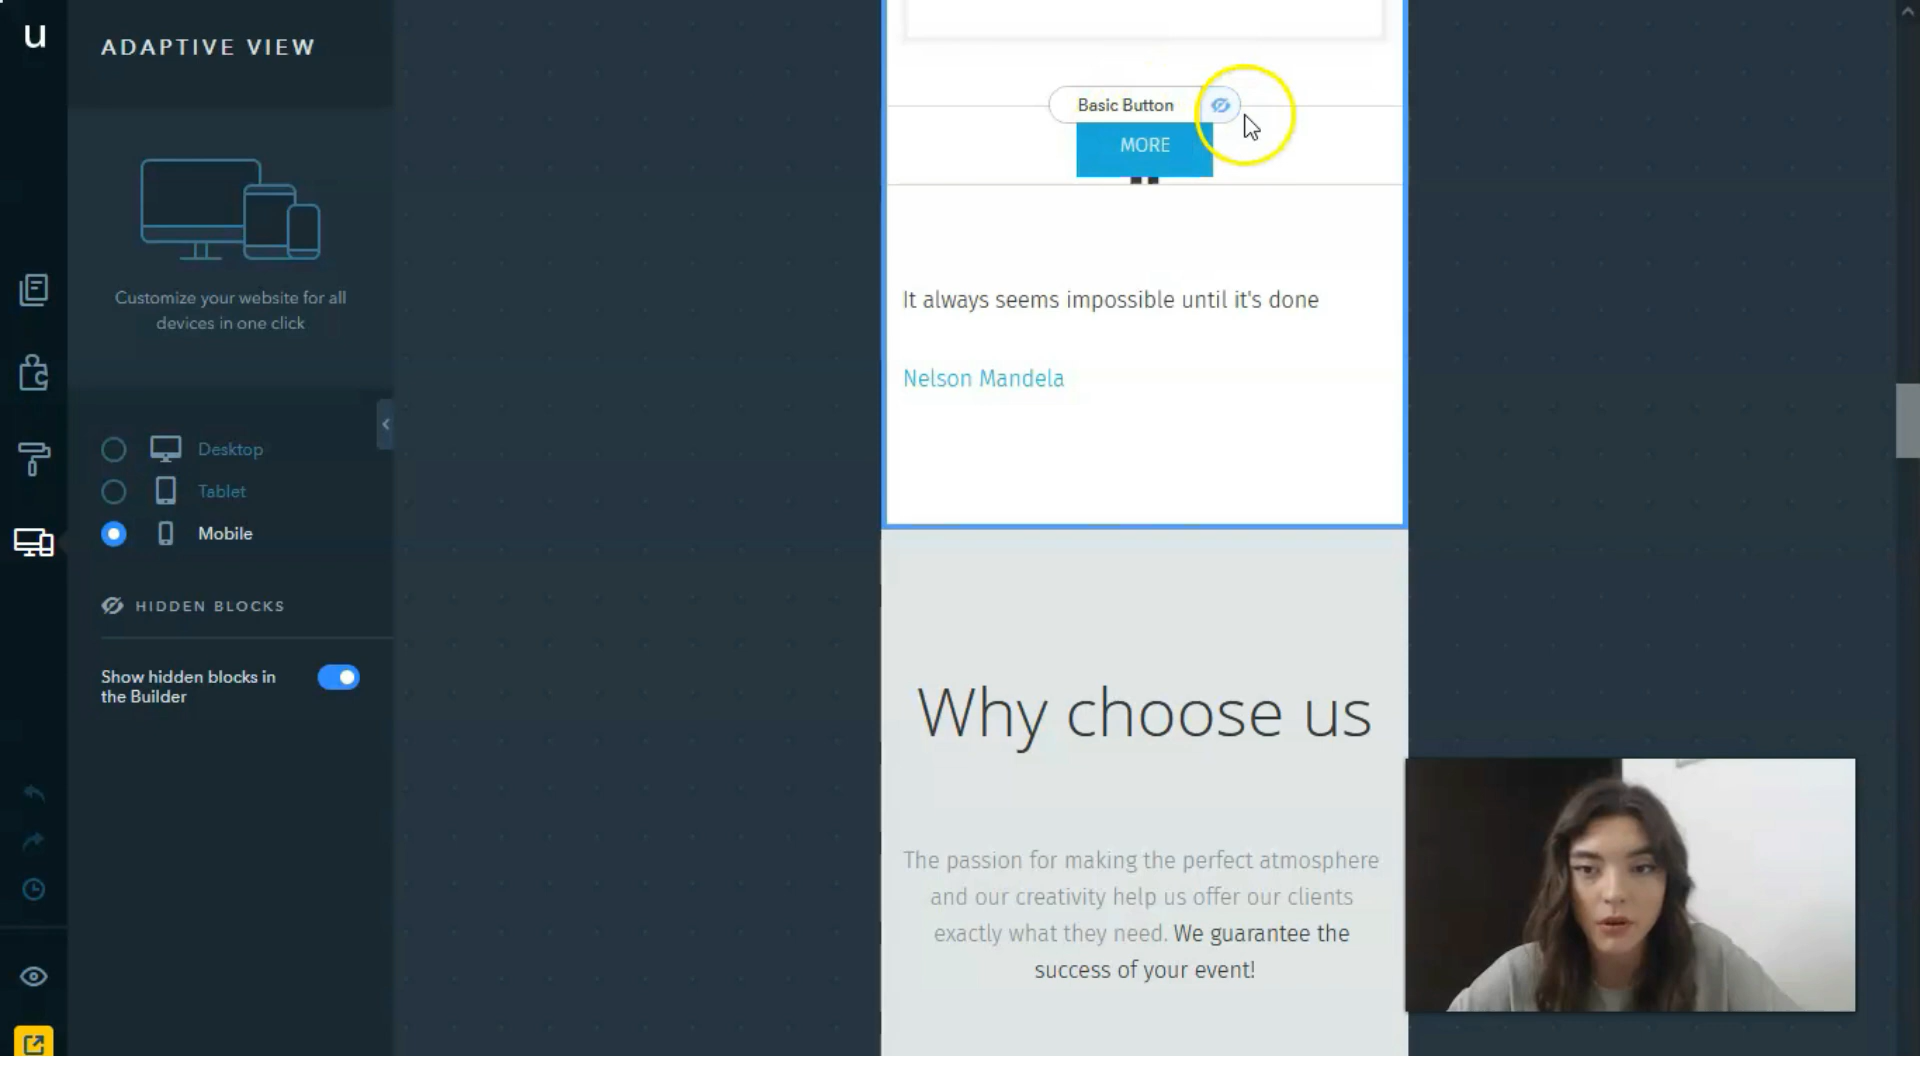 u
ADAPTIVE VIEW
Customize your website for all
devices in one click
Desktop
Tablet
Mobile
HIDDEN BLOCKS
Show hidden blocks in
the Builder
Basic Button
MORE
It always seems impossible until it's done
Nelson Mandela
Why choose us
The passion for making the perfect atmosphere
and our creativity help us offer our clients
exactly what they need. We guarantee the
success of your event!